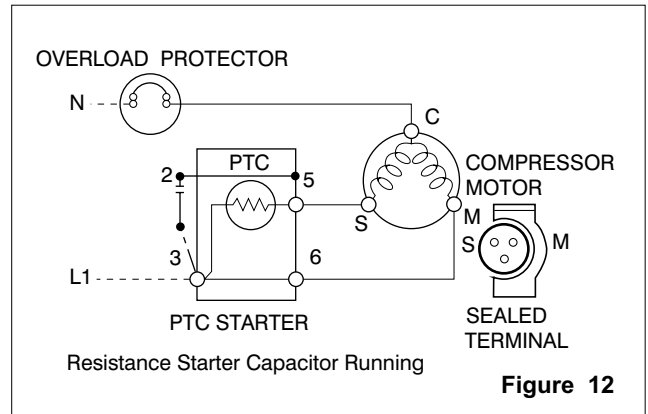 OVERLOAD PROTECTOR
N
C
PTC
2
5
COMPRESSOR
MOTOR
S
M
S
M
3
6
L1
PTC STARTER
SEALED
TERMINAL
Resistance Starter Capacitor Running
Figure 12